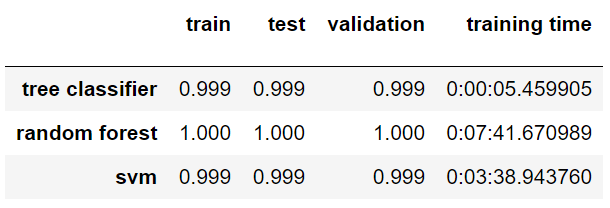 train test validation training time
tree classifier 0.999 0.999 0.999 0:00:05.459905
random forest 1.000 1.000 1.000 0:07:41.670989
svm 0.999 0.999 0.999 0:03:38.943760